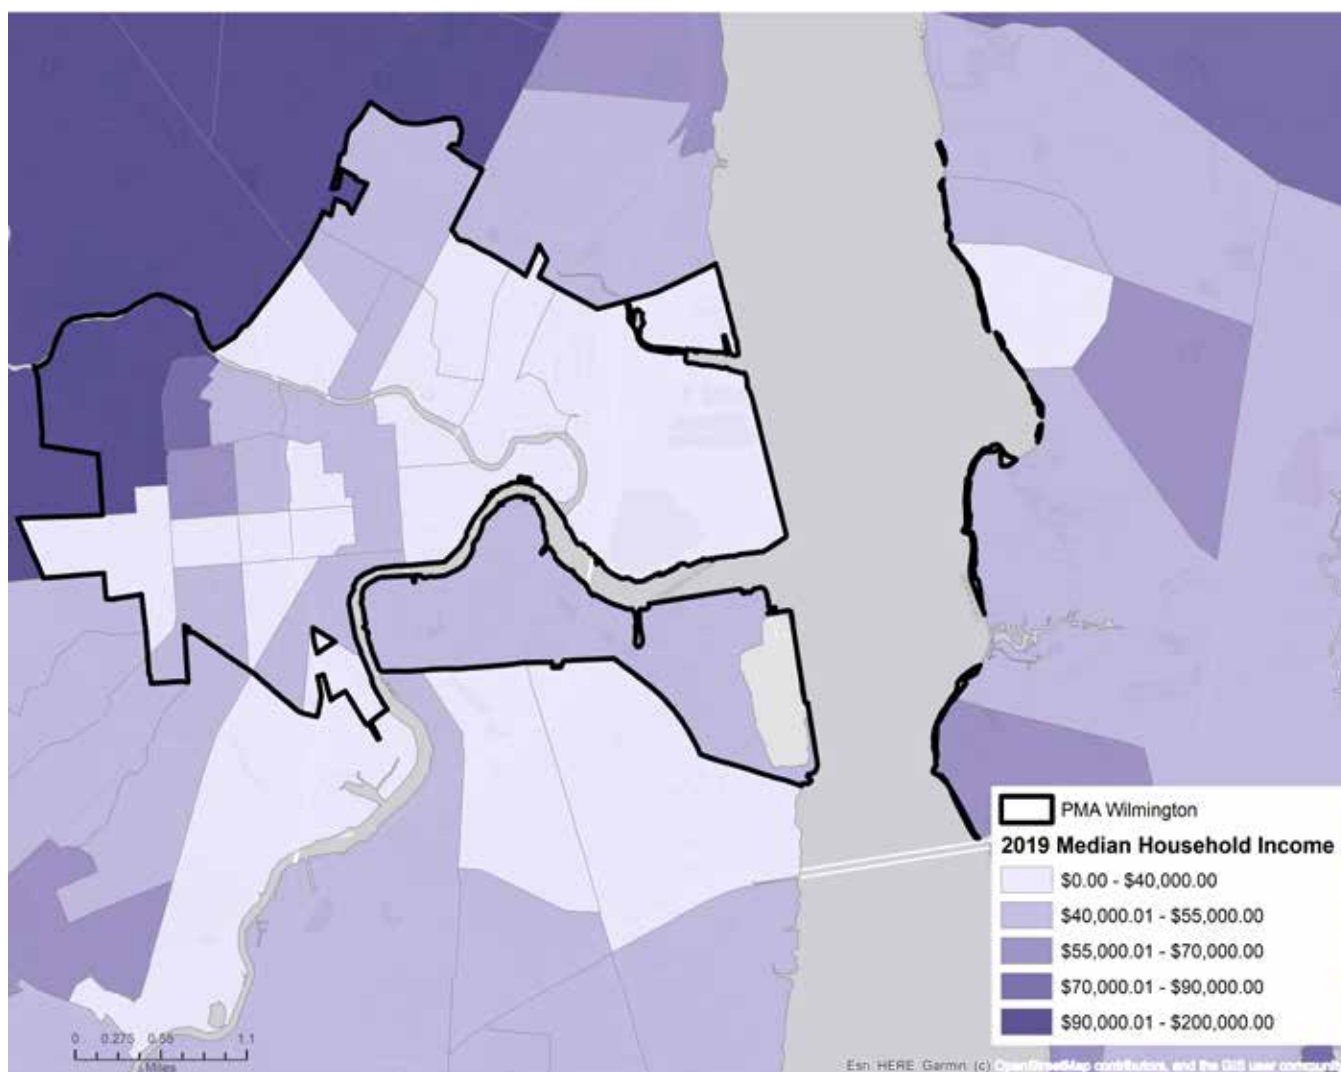 PMA Wilmington
2019 Median Household Income
$0.00 - $40,000.00
$40,000.01 - $55,000.00
$55,000.01 - $70,000.00
$70,000.01 - $90,000.00
$90,000.01 - $200,000.00
0 0.275 0.55 1.1
Miles
Esri, HERE, Garmin, (c) OpenStreetMap contributors, and the GIS user